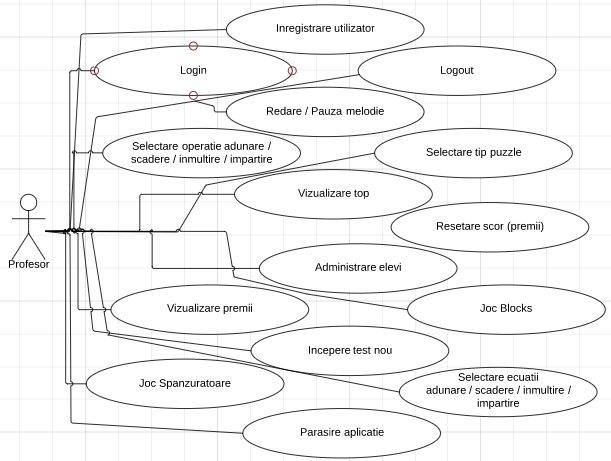 Inregistrare utilizator
Login
Logout
Redare / Pauza melodie
Selectare operatie adunare /
scadere / inmultire / impartire
Selectare tip puzzle
Vizualizare top
Resetare scor (premii)
Profesor
Administrare elevi
Vizualizare premii
Joc Blocks
Incepere test nou
Joc Spanzuratoare
Selectare ecuatii
adunare / scadere / inmultire /
impartire
Parasire aplicatie